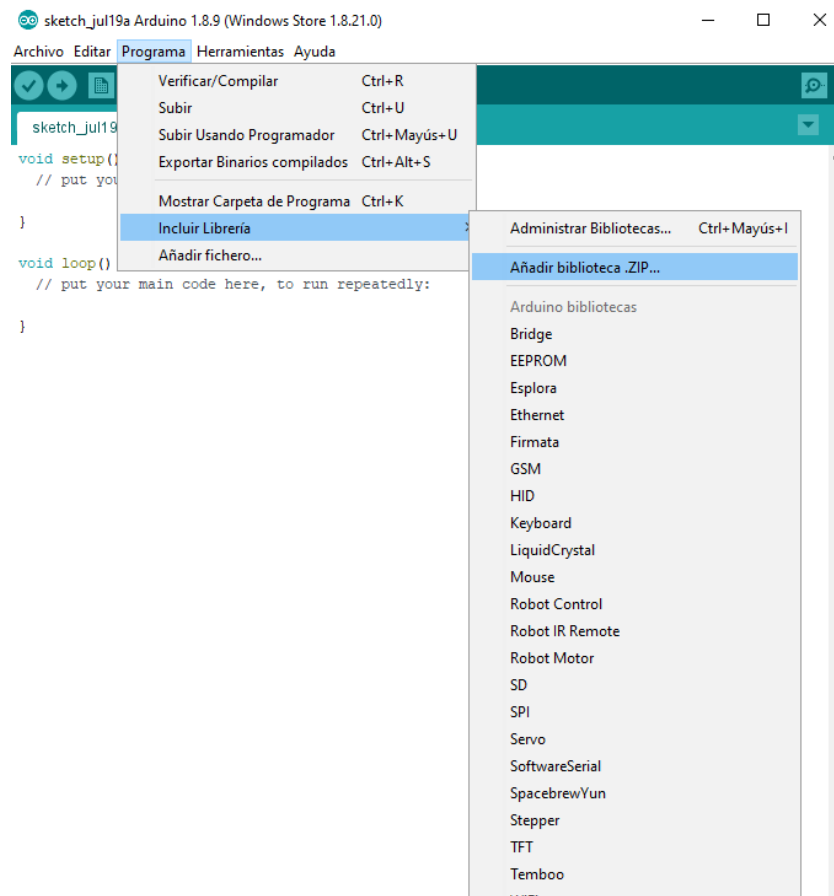 sketch_jul19a Arduino 1.8.9 (Windows Store 1.8.21.0)
Archivo Editar Programa Herramientas Ayuda
Verificar/Compilar Ctrl+R
Subir Ctrl+U
Subir Usando Programador Ctrl+Mayús+U
Exportar Binarios compilados Ctrl+Alt+S
Mostrar Carpeta de Programa Ctrl+K
Incluir Librería
Añadir fichero...
sketch_jul19
void setup()
// put you
}
void loop()
// put your main code here, to run repeatedly:
}
Administrar Bibliotecas... Ctrl+Mayús+I
Añadir biblioteca .ZIP...
Arduino bibliotecas
Bridge
EEPROM
Esplora
Ethernet
Firmata
GSM
HID
Keyboard
LiquidCrystal
Mouse
Robot Control
Robot IR Remote
Robot Motor
SD
SPI
Servo
SoftwareSerial
SpacebrewYun
Stepper
TFT
Temboo